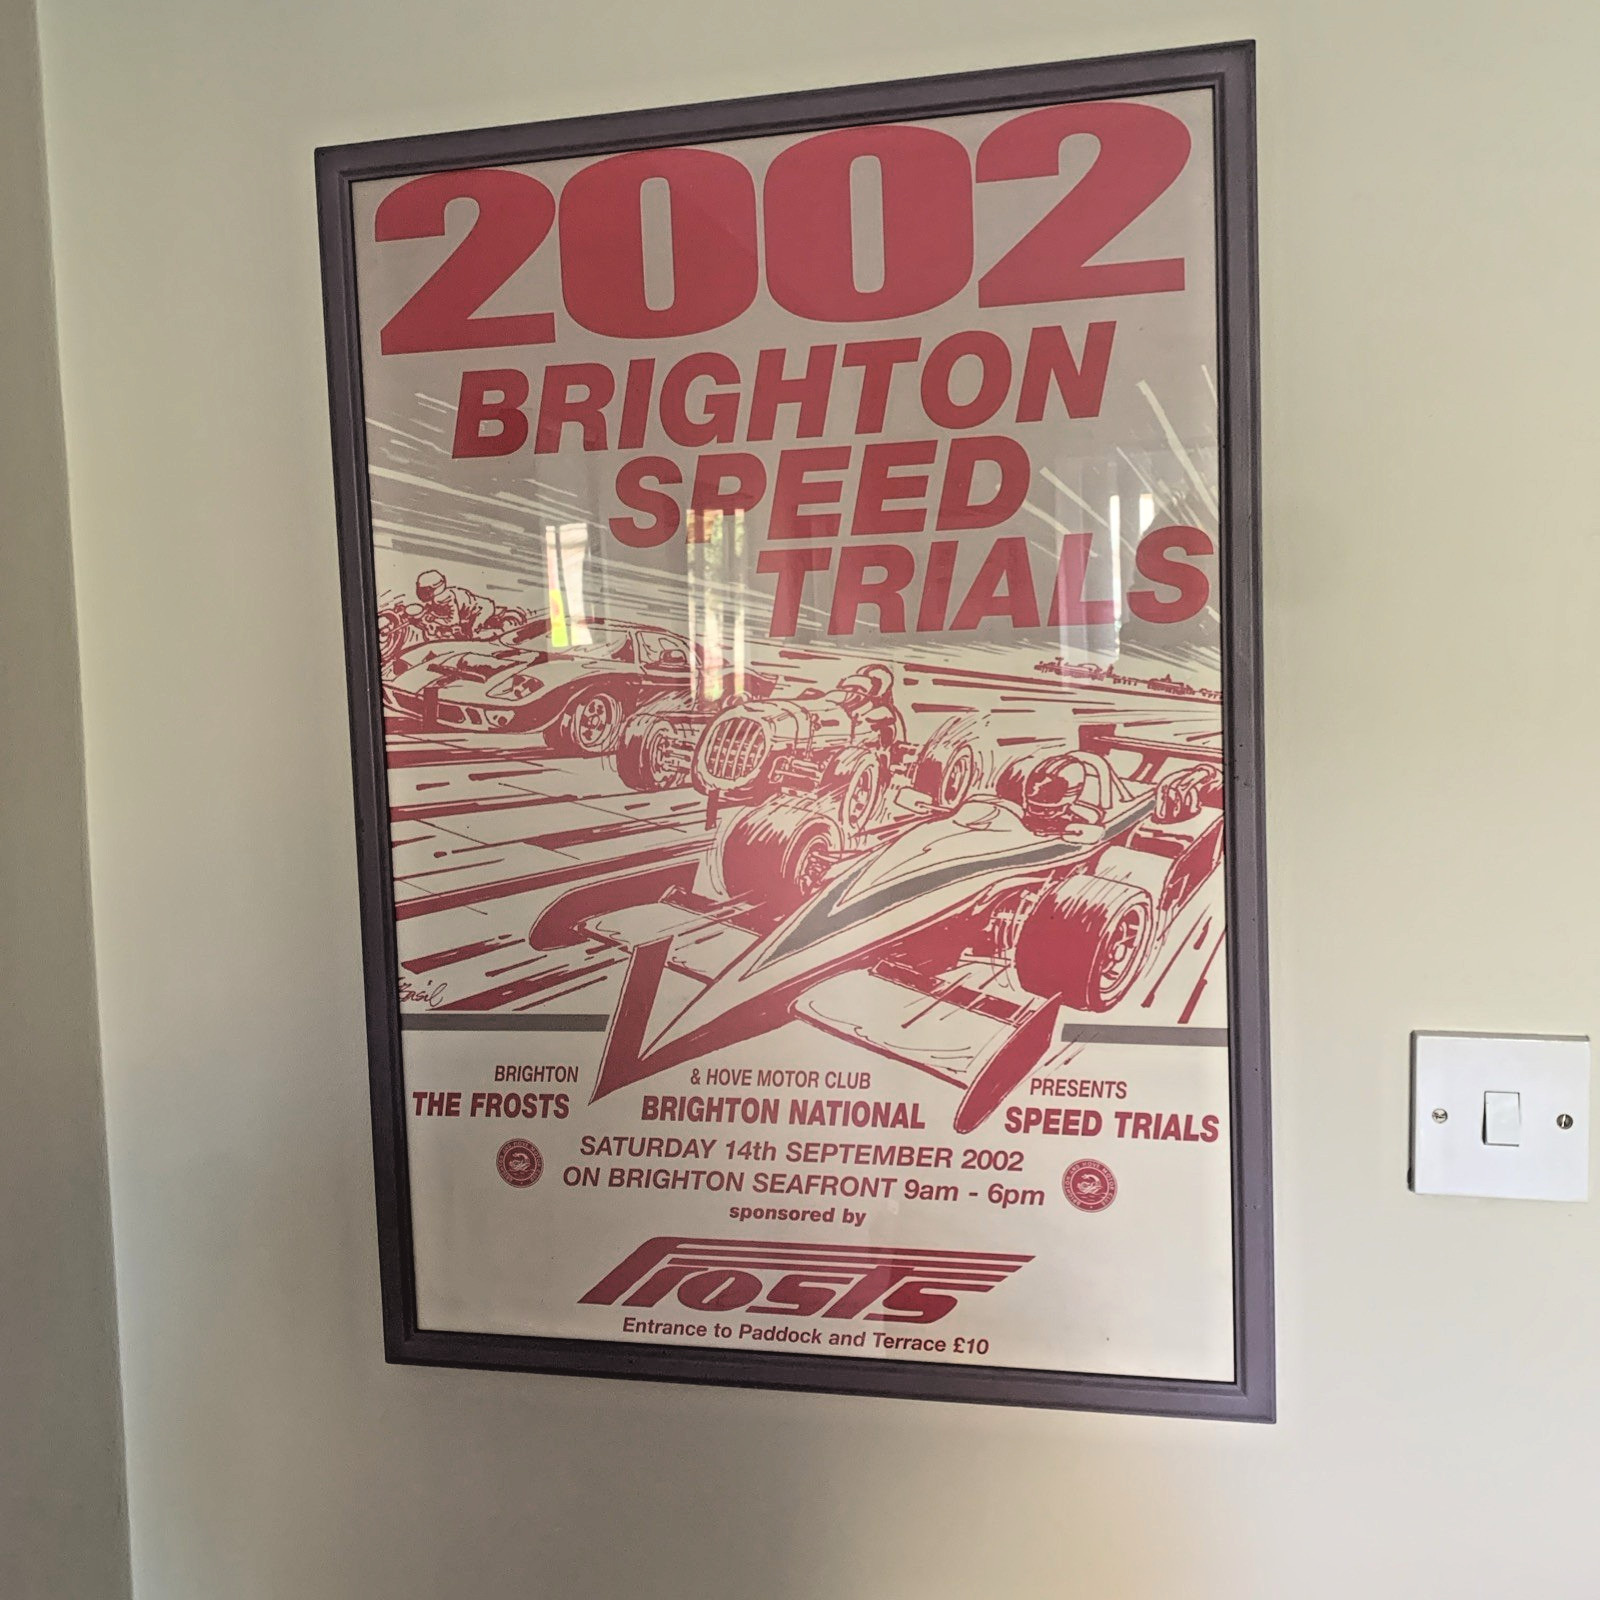 2002
BRIGHTON
SPEED
TRIALS
Basil
BRIGHTON & HOVE MOTOR CLUB PRESENTS
THE FROSTS BRIGHTON NATIONAL SPEED TRIALS
SATURDAY 14th SEPTEMBER 2002
ON BRIGHTON SEAFRONT 9am - 6pm
sponsored by
Frosts
Entrance to Paddock and Terrace £10